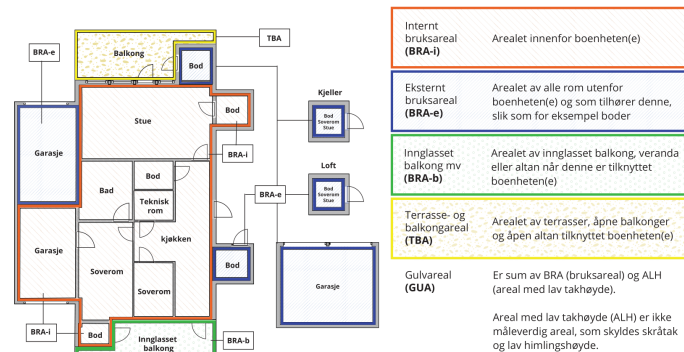 TBA
BRA-e
Balkong
Bod
Kjeller
Bod
Soverom
Stue
Stue
Bod
Garasje
BRA-i
Loft
Bod
Soverom
Stue
Bad
Bod
Teknisk
rom
BRA-e
kjøkken
Garasje
Soverom
Bod
Soverom
Garasje
BRA-i
Bod
Innglasset
balkong
BRA-b
Internt
bruksareal
(BRA-i)
Arealet innenfor boenheten(e)
Eksternt
bruksareal
(BRA-e)
Arealet av alle rom utenfor
boenheten(e) og som tilhører denne,
slik som for eksempel boder
Innglasset
balkong mv
(BRA-b)
Arealet av innglasset balkong, veranda
eller altan når denne er tilknyttet
boenheten(e)
Terrasse- og
balkongareal
(TBA)
Arealet av terrasser, åpne balkonger
og åpen altan tilknyttet boenheten(e)
Gulvareal
(GUA)
Er sum av BRA (bruksareal) og ALH
(areal med lav takhøyde).
Areal med lav takhøyde (ALH) er ikke
måleverdig areal, som skyldes skråtak
og lav himlingshøyde.